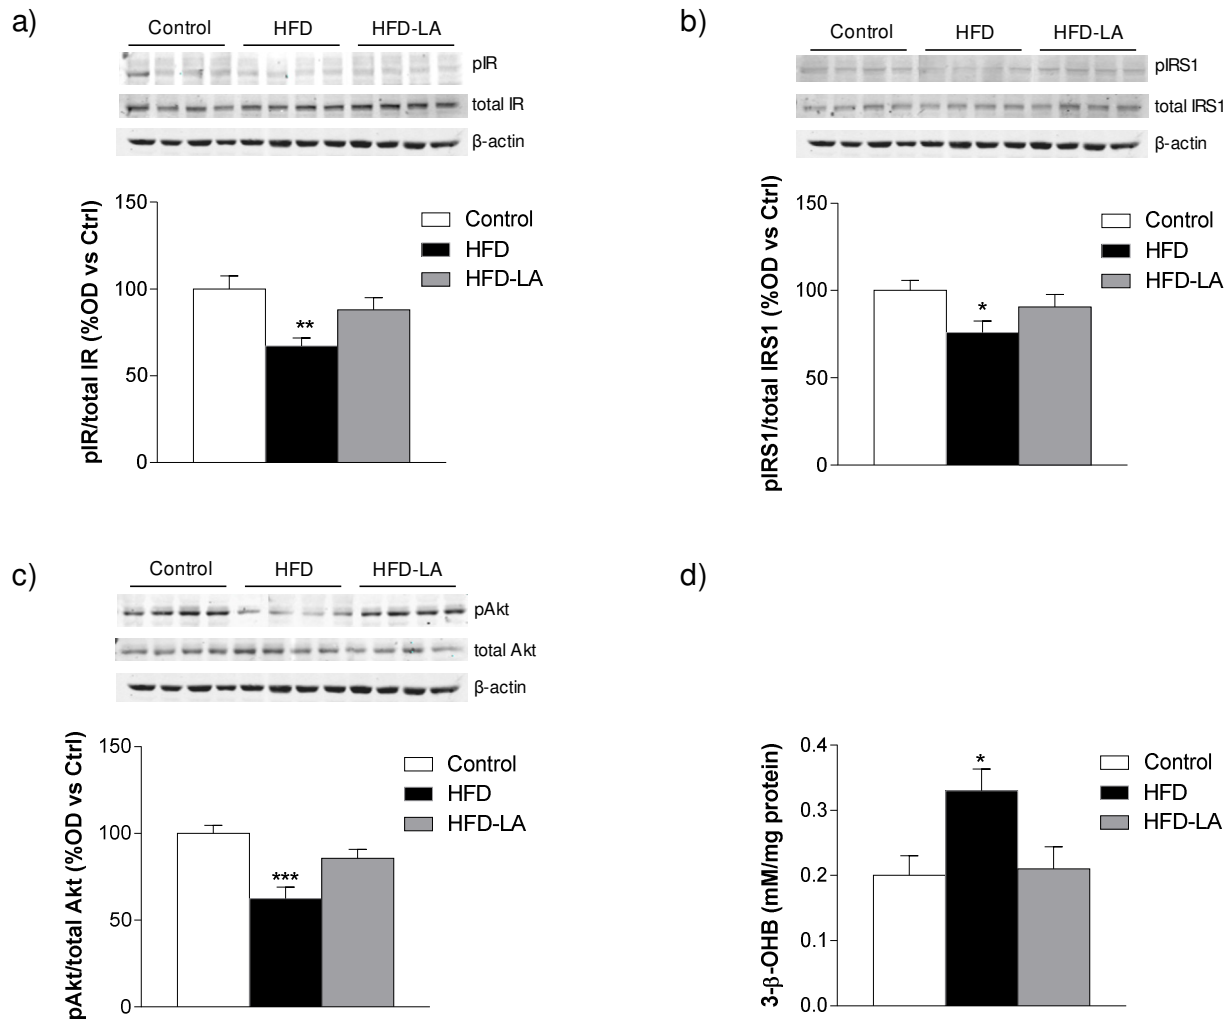 a)
Control HFD HFD-LA
pIR
total IR
β-actin
pIR/total IR (%OD vs Ctrl)
150
100
50
0
**
Control
HFD
HFD-LA
b)
Control HFD HFD-LA
pIRS1
total IRS1
β-actin
pIRS1/total IRS1 (%OD vs Ctrl)
150
100
50
0
*
Control
HFD
HFD-LA
c)
Control HFD HFD-LA
pAkt
total Akt
β-actin
pAkt/total Akt (%OD vs Ctrl)
150
100
50
0
***
Control
HFD
HFD-LA
d)
3-β-OHB (mM/mg protein)
0.4
0.3
0.2
0.1
0.0
*
Control
HFD
HFD-LA